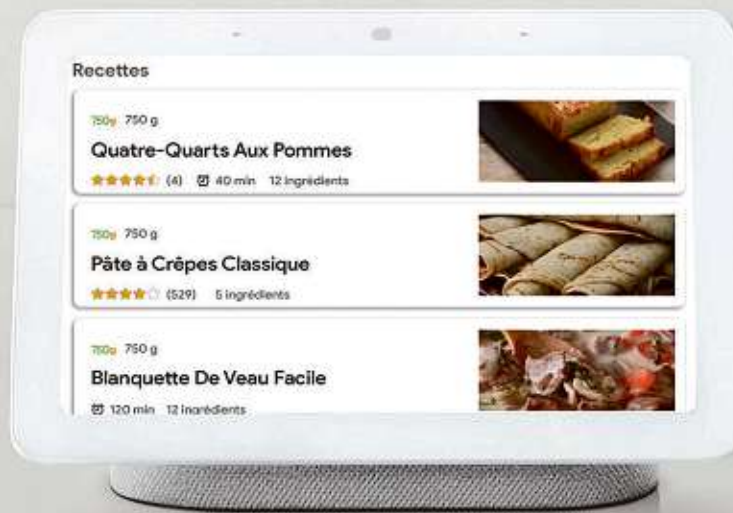 Recettes
750g 750 g
Quatre-Quarts Aux Pommes
(4) 40 min 12 ingrédients
750g 750 g
Pâte à Crêpes Classique
(529) 5 ingrédients
750g 750 g
Blanquette De Veau Facile
120 min 12 ingrédients